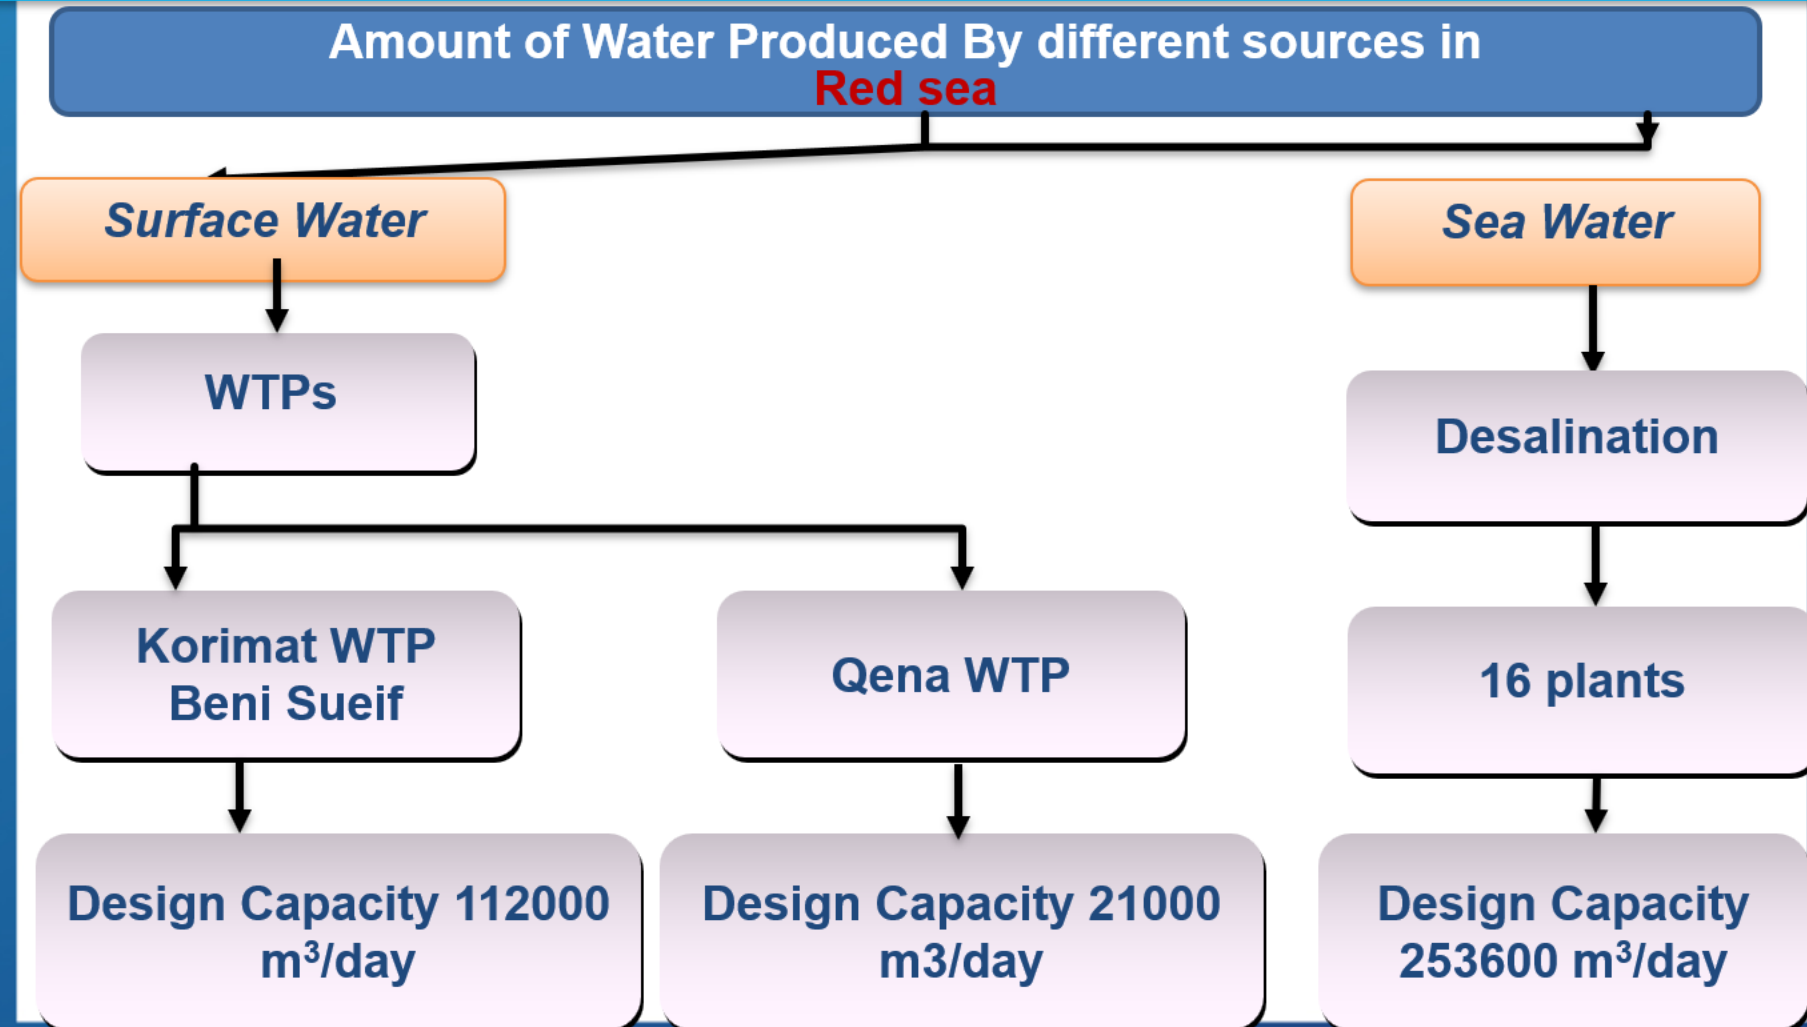 Amount of Water Produced By different sources in
Red sea
Surface Water
Sea Water
WTPs
Desalination
Korimat WTP
Beni Sueif
Qena WTP
16 plants
Design Capacity 112000
m³/day
Design Capacity 21000
m3/day
Design Capacity
253600 m³/day